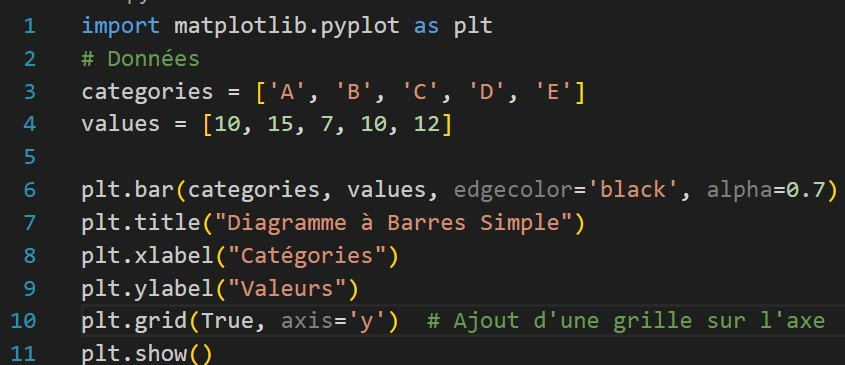 1 import matplotlib.pyplot as plt
2 # Données
3 categories = ['A', 'B', 'C', 'D', 'E']
4 values = [10, 15, 7, 10, 12]
5
6 plt.bar(categories, values, edgecolor='black', alpha=0.7)
7 plt.title("Diagramme à Barres Simple")
8 plt.xlabel("Catégories")
9 plt.ylabel("Valeurs")
10 plt.grid(True, axis='y')  # Ajout d'une grille sur l'axe
11 plt.show()